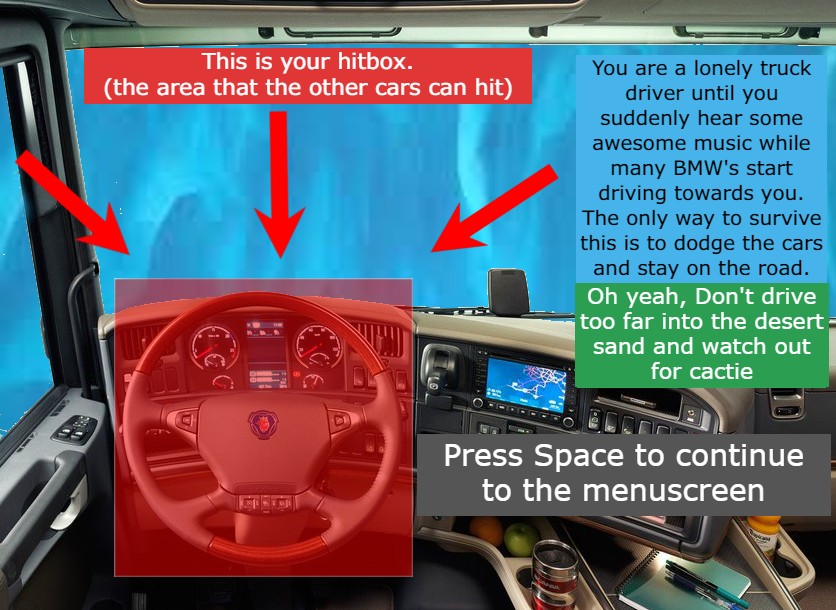 This is your hitbox.
(the area that the other cars can hit)
You are a lonely truck
driver until you
suddenly hear some
awesome music while
many BMW's start
driving towards you.
The only way to survive
this is to dodge the cars
and stay on the road.
Oh yeah, Don't drive
too far into the desert
sand and watch out
for cactie
Press Space to continue
to the menuscreen